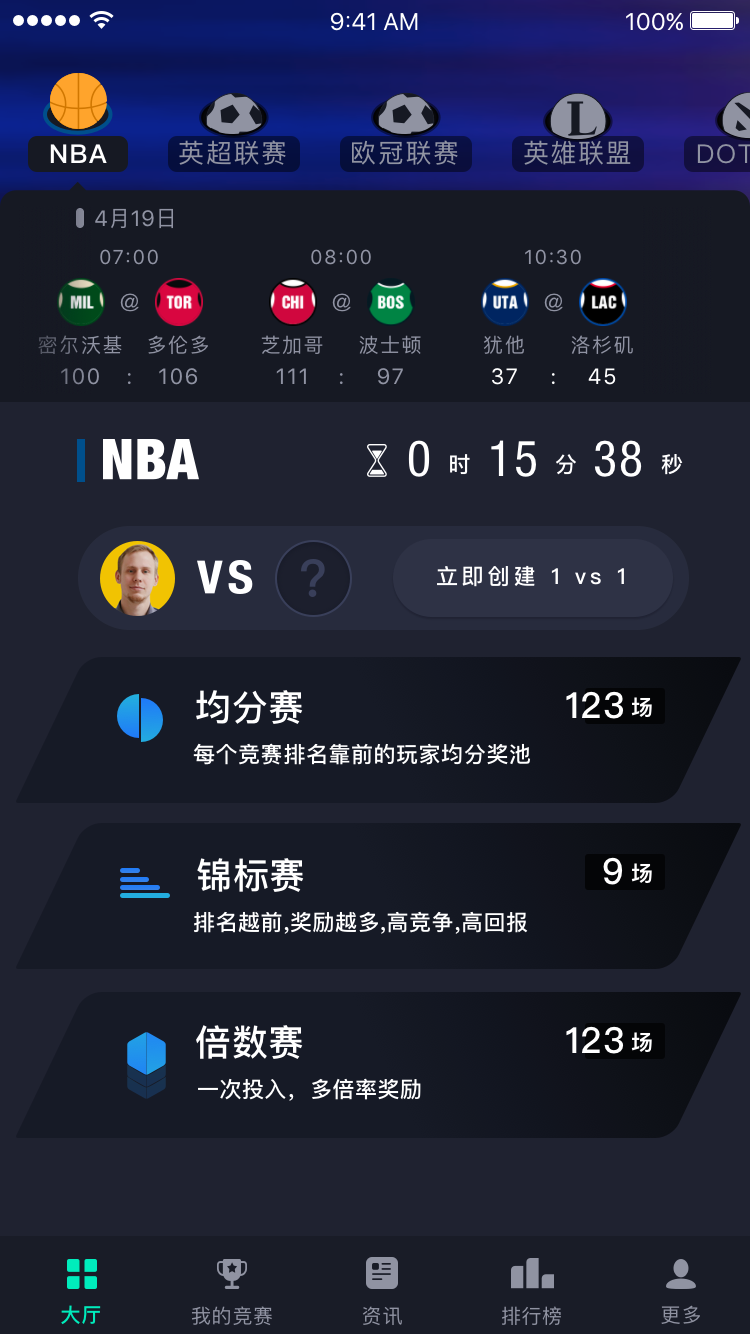 9:41 AM 100%
NBA 英超联赛 欧冠联赛 英雄联盟 DOT
4月19日
07:00 08:00 10:30
MIL @ TOR CHI @ BOS UTA @ LAC
密尔沃基 多伦多 芝加哥 波士顿 犹他 洛杉矶
100 : 106 111 : 97 37 : 45
NBA 0 时 15 分 38 秒
VS ? 立即创建 1 vs 1
均分赛 123 场
每个竞赛排名靠前的玩家均分奖池
锦标赛 9 场
排名越前,奖励越多,高竞争,高回报
倍数赛 123 场
一次投入，多倍率奖励
大厅 我的竞赛 资讯 排行榜 更多